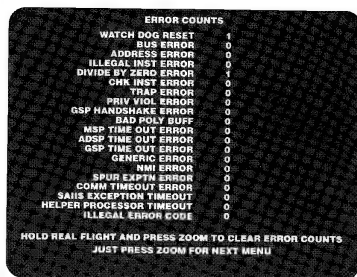 ERROR COUNTS
WATCH DOG RESET 1
BUS ERROR 0
ADDRESS ERROR 0
ILLEGAL INST ERROR 0
DIVIDE BY ZERO ERROR 1
CHK INST ERROR 0
TRAP ERROR 0
PRIV VIOL ERROR 0
GSP HANDSHAKE ERROR 0
BAD POLY BUFF 0
MSP TIME OUT ERROR 0
ADSP TIME OUT ERROR 0
GSP TIME OUT ERROR 0
GENERIC ERROR 0
NMI ERROR 0
SPUR EXPTN ERROR 0
COMM TIMEOUT ERROR 0
EXCEPTION TIMEOUT 0
HELPER PROCESSOR TIMEOUT 0
ILLEGAL ERROR CODE 0
HOLD REAL FLIGHT AND PRESS ZOOM TO CLEAR ERROR COUNTS
JUST PRESS ZOOM FOR NEXT MENU